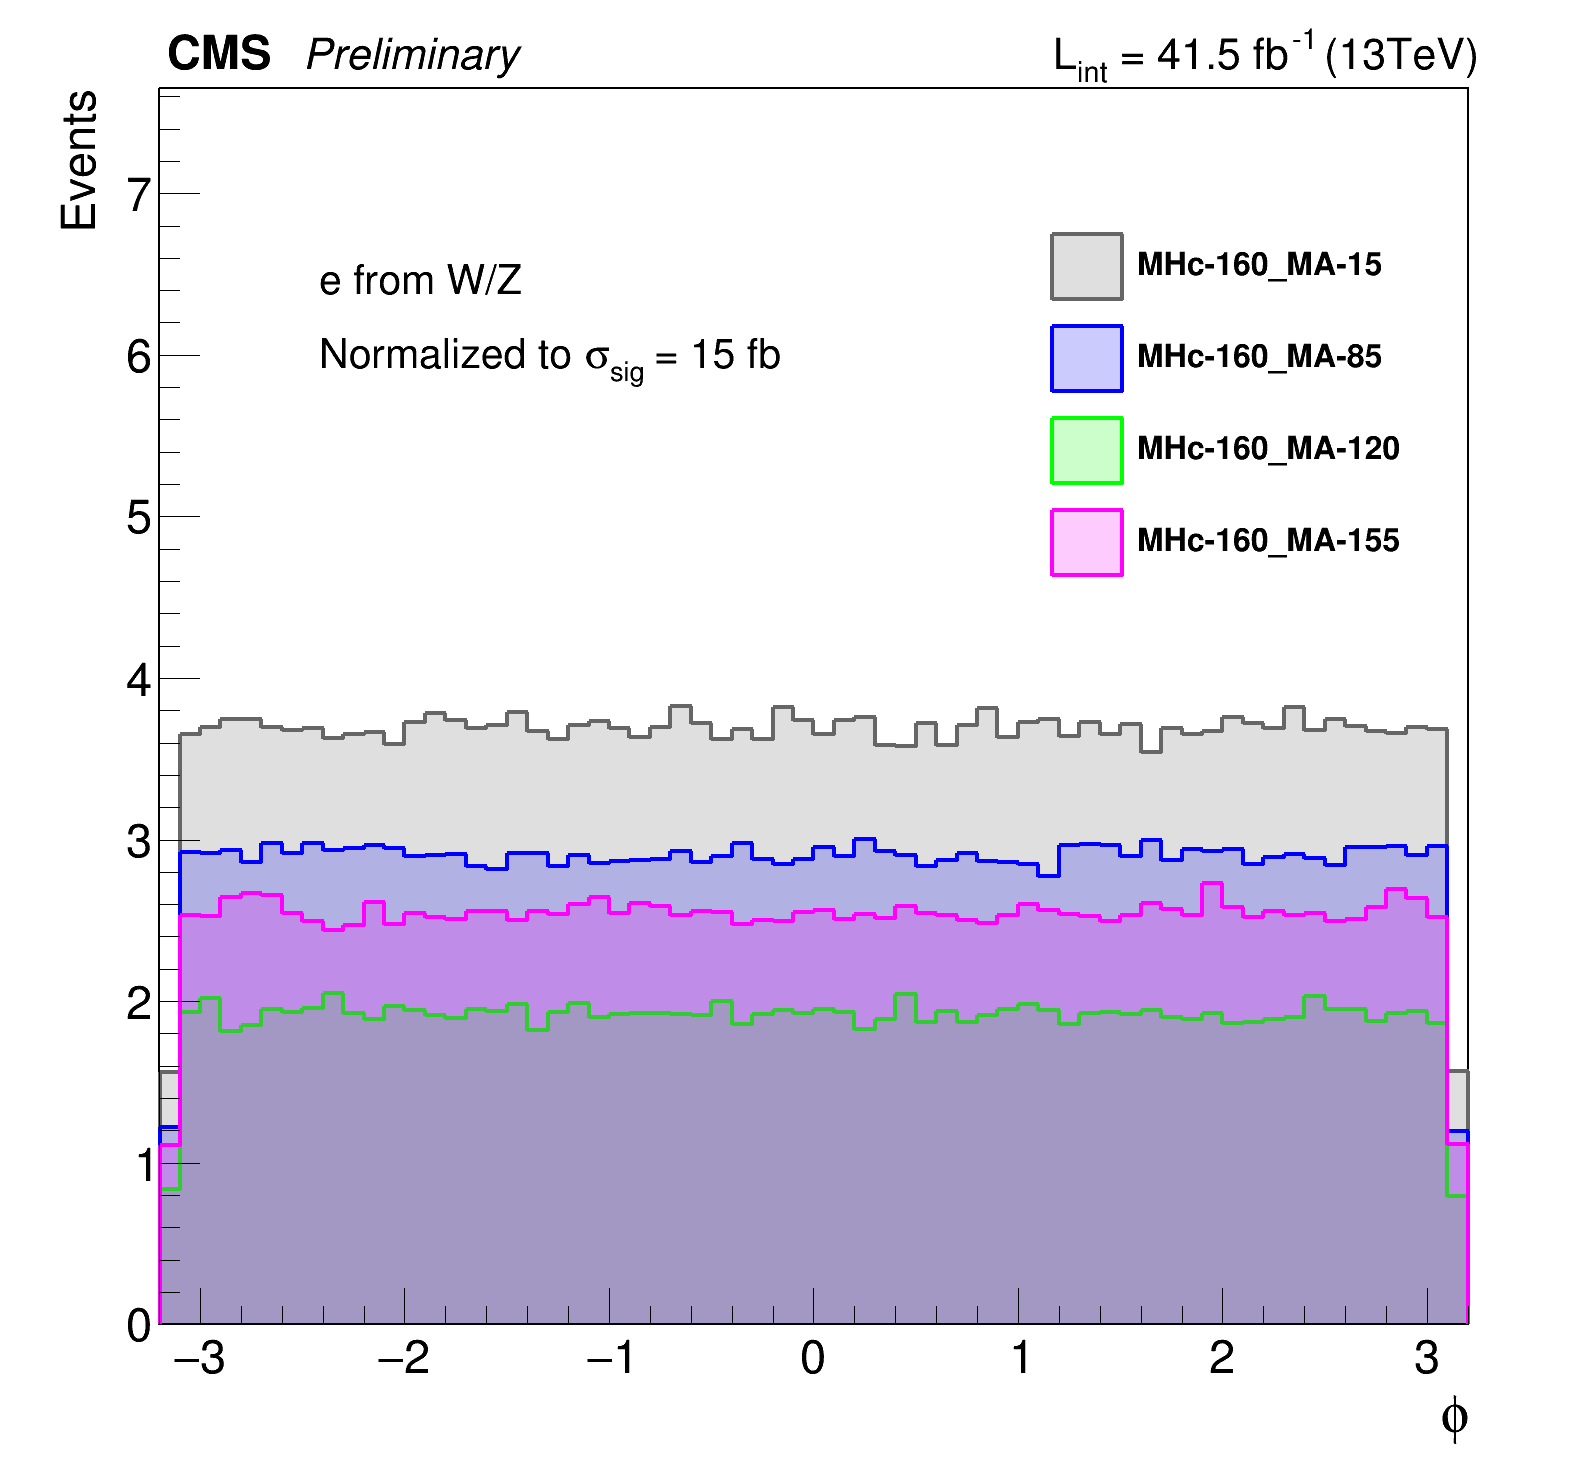 CMS Preliminary
L_int = 41.5 fb^-1 (13TeV)
Events
7
6
5
4
3
2
1
0
e from W/Z
Normalized to σ_sig = 15 fb
MHc-160_MA-15
MHc-160_MA-85
MHc-160_MA-120
MHc-160_MA-155
−3 −2 −1 0 1 2 3
ϕ